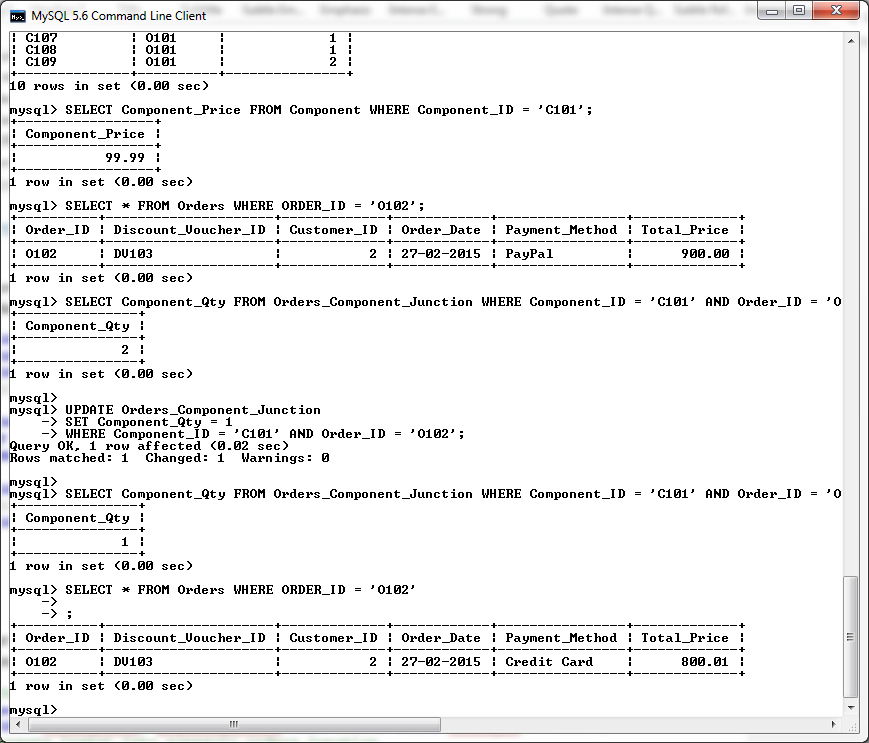 MySQL 5.6 Command Line Client
| C107 | O101 | 1 |
| C108 | O101 | 1 |
| C109 | O101 | 2 |
+---------------+----------+---------------+
10 rows in set (0.00 sec)
mysql> SELECT Component_Price FROM Component WHERE Component_ID = 'C101';
+-----------------+
| Component_Price |
+-----------------+
| 99.99 |
+-----------------+
1 row in set (0.00 sec)
mysql> SELECT * FROM Orders WHERE ORDER_ID = 'O102';
+----------+---------------------+-------------+------------+----------------+-------------+
| Order_ID | Discount_Voucher_ID | Customer_ID | Order_Date | Payment_Method | Total_Price |
+----------+---------------------+-------------+------------+----------------+-------------+
| O102 | DV103 | 2 | 27-02-2015 | PayPal | 900.00 |
+----------+---------------------+-------------+------------+----------------+-------------+
1 row in set (0.00 sec)
mysql> SELECT Component_Qty FROM Orders_Component_Junction WHERE Component_ID = 'C101' AND Order_ID = 'O
+---------------+
| Component_Qty |
+---------------+
| 2 |
+---------------+
1 row in set (0.00 sec)
mysql>
mysql> UPDATE Orders_Component_Junction
-> SET Component_Qty = 1
-> WHERE Component_ID = 'C101' AND Order_ID = 'O102';
Query OK, 1 row affected (0.02 sec)
Rows matched: 1 Changed: 1 Warnings: 0
mysql>
mysql> SELECT Component_Qty FROM Orders_Component_Junction WHERE Component_ID = 'C101' AND Order_ID = 'O
+---------------+
| Component_Qty |
+---------------+
| 1 |
+---------------+
1 row in set (0.00 sec)
mysql> SELECT * FROM Orders WHERE ORDER_ID = 'O102'
->
-> ;
+----------+---------------------+-------------+------------+----------------+-------------+
| Order_ID | Discount_Voucher_ID | Customer_ID | Order_Date | Payment_Method | Total_Price |
+----------+---------------------+-------------+------------+----------------+-------------+
| O102 | DV103 | 2 | 27-02-2015 | Credit Card | 800.01 |
+----------+---------------------+-------------+------------+----------------+-------------+
1 row in set (0.00 sec)
mysql>